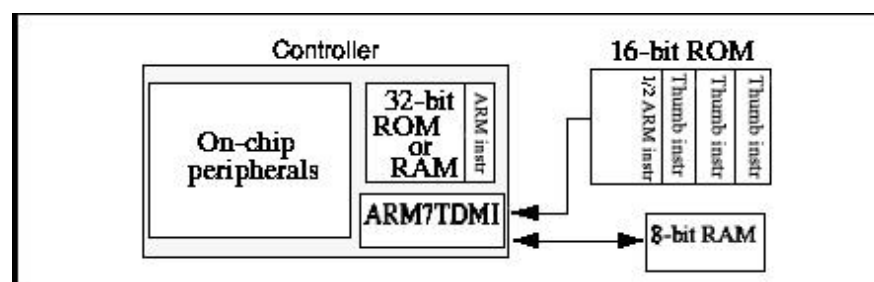 Controller
16-bit ROM
On-chip
peripherals
32-bit
ROM
or
RAM
ARM instr
1/2 ARM instr
Thumb instr
Thumb instr
Thumb instr
ARM7TDMI
8-bit RAM